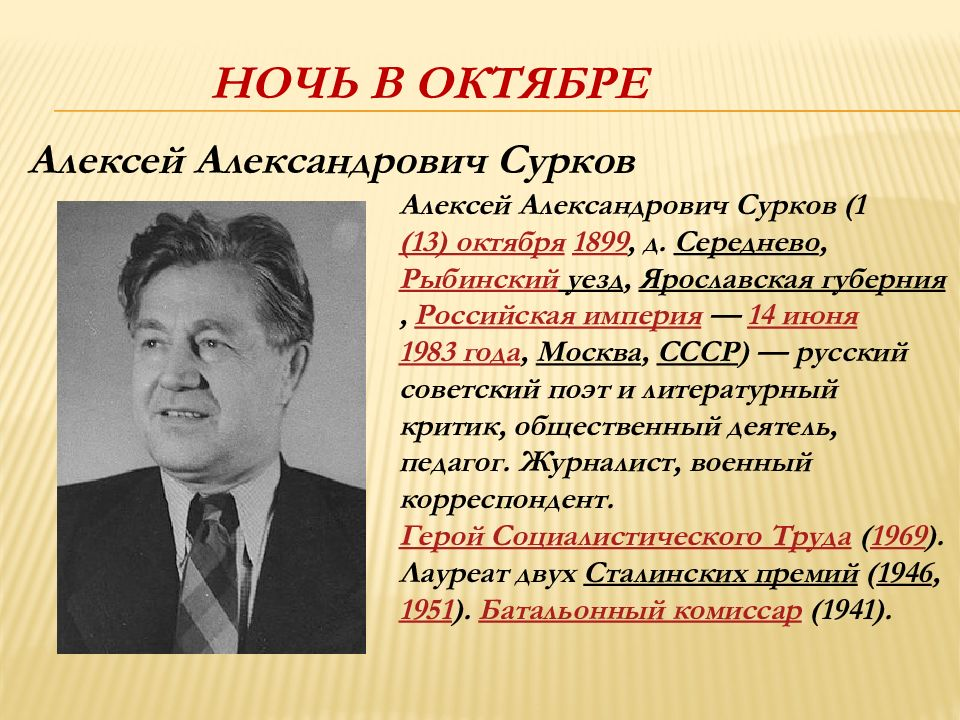 НОЧЬ В ОКТЯБРЕ
Алексей Александрович Сурков
Алексей Александрович Сурков (1
(13) октября 1899, д. Середнево,
Рыбинский уезд, Ярославская губерния
, Российская империя — 14 июня
1983 года, Москва, СССР) — русский
советский поэт и литературный
критик, общественный деятель,
педагог. Журналист, военный
корреспондент.
Герой Социалистического Труда (1969).
Лауреат двух Сталинских премий (1946,
1951). Батальонный комиссар (1941).